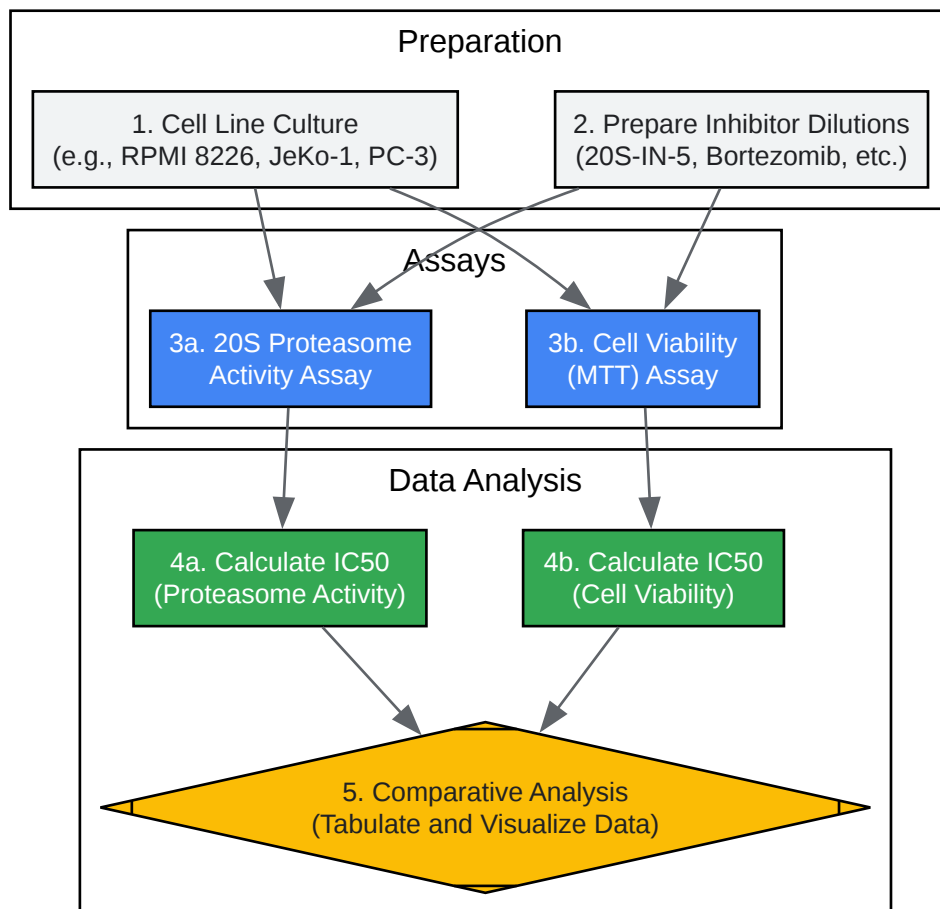 Preparation
1. Cell Line Culture
(e.g., RPMI 8226, JeKo-1, PC-3)
2. Prepare Inhibitor Dilutions
(20S-IN-5, Bortezomib, etc.)
Assays
3a. 20S Proteasome
Activity Assay
3b. Cell Viability
(MTT) Assay
Data Analysis
4a. Calculate IC50
(Proteasome Activity)
4b. Calculate IC50
(Cell Viability)
5. Comparative Analysis
(Tabulate and Visualize Data)